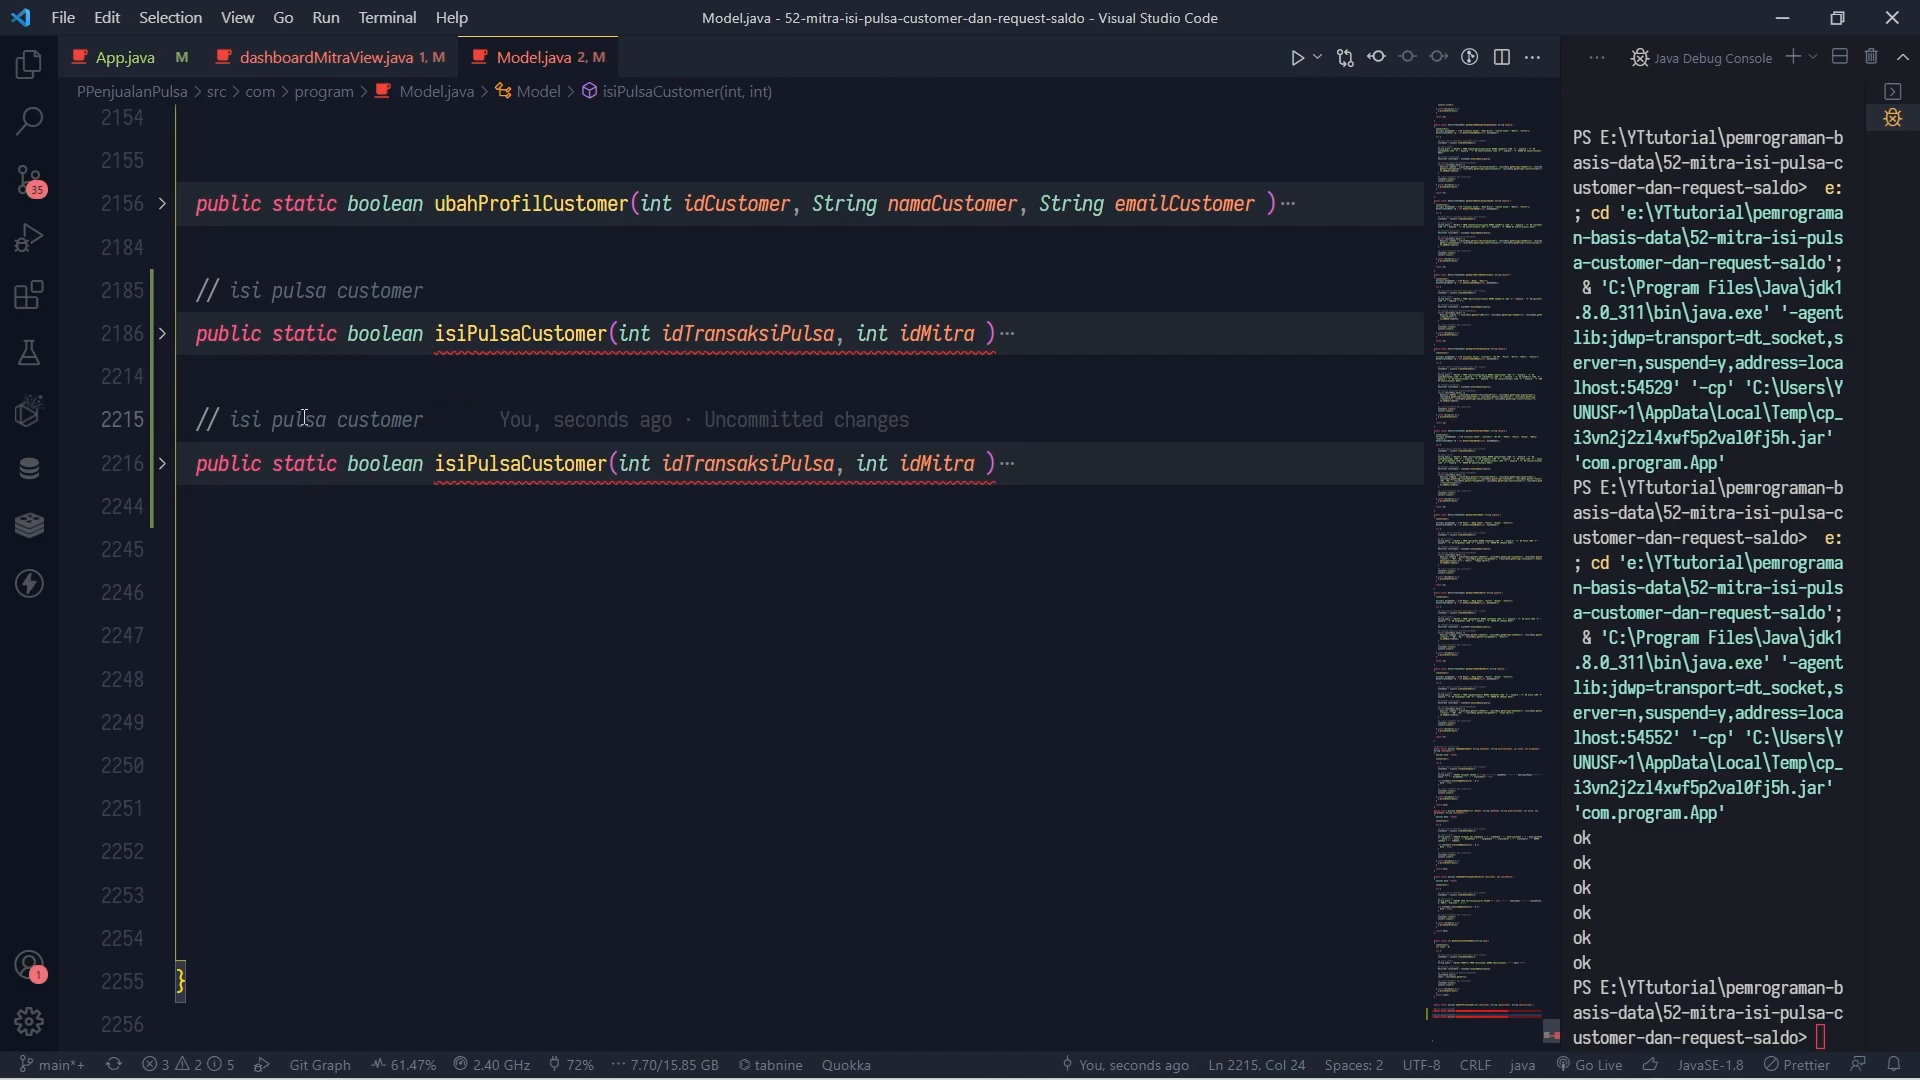 File Edit Selection View Go Run Terminal Help
Model.java - 52-mitra-isi-pulsa-customer-dan-request-saldo - Visual Studio Code
App.java M
dashboardMitraView.java 1, M
Model.java 2, M
Java Debug Console
PPenjualanPulsa > src > com > program > Model.java > Model > isiPulsaCustomer(int, int)
2154
2155
2156 public static boolean ubahProfilCustomer(int idCustomer, String namaCustomer, String emailCustomer )···
2184
2185 // isi pulsa customer
2186 public static boolean isiPulsaCustomer(int idTransaksiPulsa, int idMitra )···
2214
2215 // isi pulsa customer You, seconds ago · Uncommitted changes
2216 public static boolean isiPulsaCustomer(int idTransaksiPulsa, int idMitra )···
2244
2245
2246
2247
2248
2249
2250
2251
2252
2253
2254
2255 }
2256
PS E:\YTtutorial\pemrograman-b
asis-data\52-mitra-isi-pulsa-c
ustomer-dan-request-saldo> e:
; cd 'e:\YTtutorial\pemrograma
n-basis-data\52-mitra-isi-puls
a-customer-dan-request-saldo';
& 'C:\Program Files\Java\jdk1
.8.0_311\bin\java.exe' '-agent
lib:jdwp=transport=dt_socket,s
erver=n,suspend=y,address=loca
lhost:54529' '-cp' 'C:\Users\Y
UNUSF~1\AppData\Local\Temp\cp_
i3vn2j2zl4xwf5p2val0fj5h.jar'
'com.program.App'
PS E:\YTtutorial\pemrograman-b
asis-data\52-mitra-isi-pulsa-c
ustomer-dan-request-saldo> e:
; cd 'e:\YTtutorial\pemrograma
n-basis-data\52-mitra-isi-puls
a-customer-dan-request-saldo';
& 'C:\Program Files\Java\jdk1
.8.0_311\bin\java.exe' '-agent
lib:jdwp=transport=dt_socket,s
erver=n,suspend=y,address=loca
lhost:54552' '-cp' 'C:\Users\Y
UNUSF~1\AppData\Local\Temp\cp_
i3vn2j2zl4xwf5p2val0fj5h.jar'
'com.program.App'
ok
ok
ok
ok
ok
ok
PS E:\YTtutorial\pemrograman-b
asis-data\52-mitra-isi-pulsa-c
ustomer-dan-request-saldo>
35
1
main*+ 3 2 5 Git Graph 61.47% 2.40 GHz 72% ··· 7.70/15.85 GB tabnine Quokka You, seconds ago Ln 2215, Col 24 Spaces: 2 UTF-8 CRLF java Go Live JavaSE-1.8 Prettier